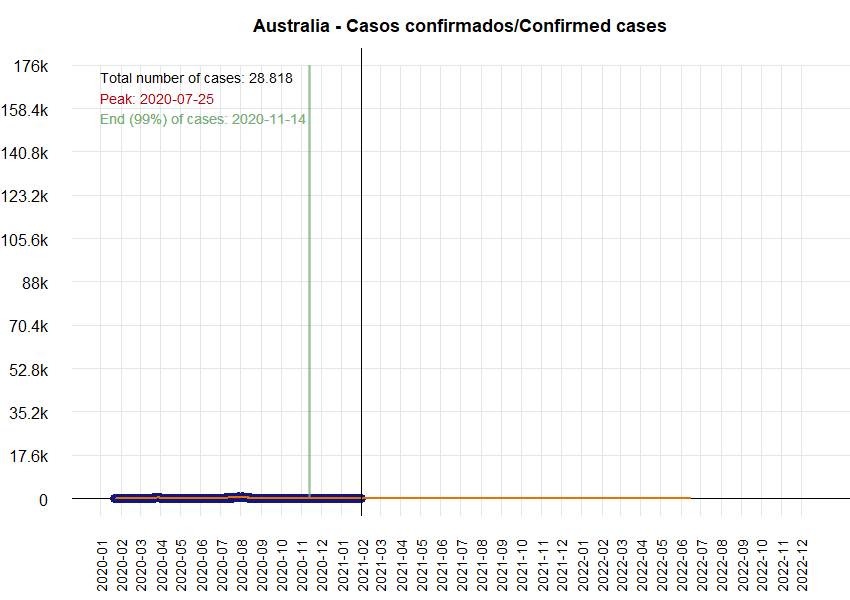 Australia - Casos confirmados/Confirmed cases
176k
Total number of cases: 28.818
Peak: 2020-07-25
End (99%) of cases: 2020-11-14
158.4k
140.8k
123.2k
105.6k
88k
70.4k
52.8k
35.2k
17.6k
0
2020-01
2020-02
2020-03
2020-04
2020-05
2020-06
2020-07
2020-08
2020-09
2020-10
2020-11
2020-12
2021-01
2021-02
2021-03
2021-04
2021-05
2021-06
2021-07
2021-08
2021-09
2021-10
2021-11
2021-12
2022-01
2022-02
2022-03
2022-04
2022-05
2022-06
2022-07
2022-08
2022-09
2022-10
2022-11
2022-12